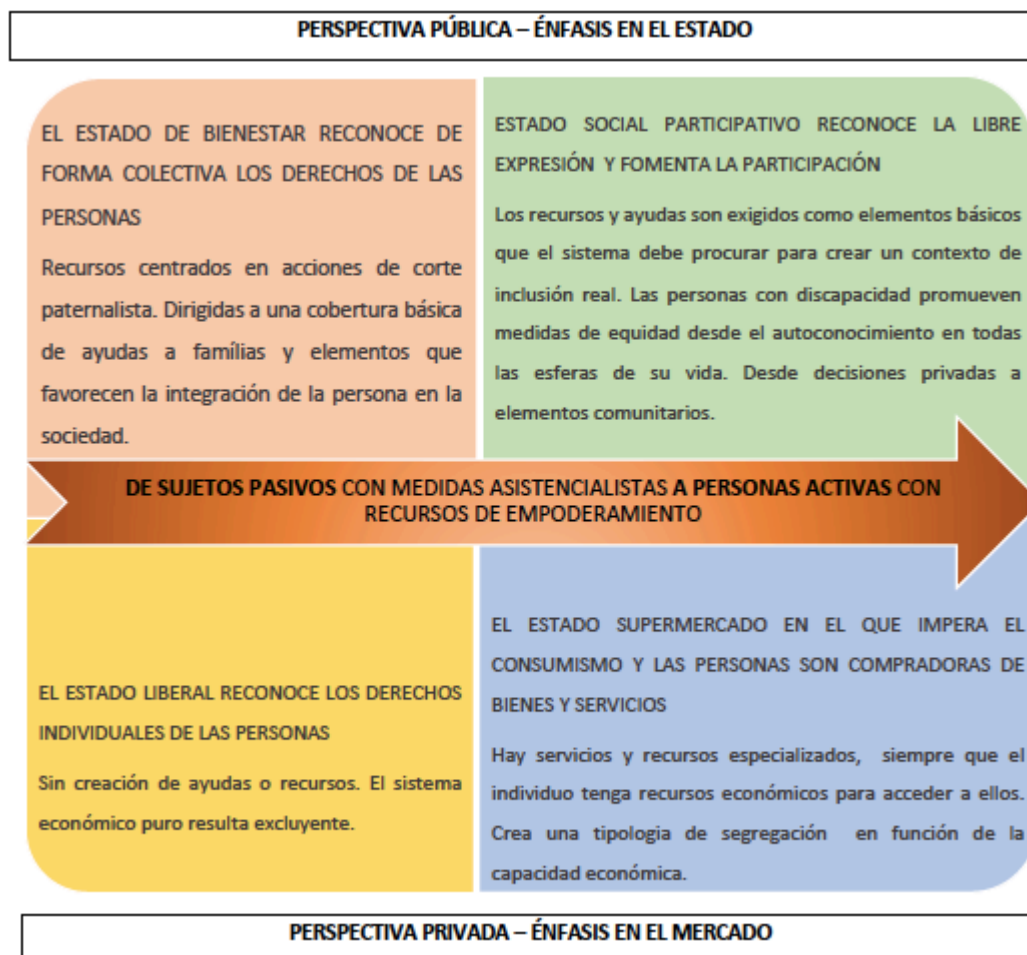 PERSPECTIVA PÚBLICA – ÉNFASIS EN EL ESTADO
EL ESTADO DE BIENESTAR RECONOCE DE
FORMA COLECTIVA LOS DERECHOS DE LAS
PERSONAS
Recursos centrados en acciones de corte
paternalista. Dirigidas a una cobertura básica
de ayudas a famílias y elementos que
favorecen la integración de la persona en la
sociedad.
ESTADO SOCIAL PARTICIPATIVO RECONOCE LA LIBRE
EXPRESIÓN Y FOMENTA LA PARTICIPACIÓN
Los recursos y ayudas son exigidos como elementos básicos
que el sistema debe procurar para crear un contexto de
inclusión real. Las personas con discapacidad promueven
medidas de equidad desde el autoconocimiento en todas
las esferas de su vida. Desde decisiones privadas a
elementos comunitarios.
DE SUJETOS PASIVOS CON MEDIDAS ASISTENCIALISTAS A PERSONAS ACTIVAS CON
RECURSOS DE EMPODERAMIENTO
EL ESTADO LIBERAL RECONOCE LOS DERECHOS
INDIVIDUALES DE LAS PERSONAS
Sin creación de ayudas o recursos. El sistema
económico puro resulta excluyente.
EL ESTADO SUPERMERCADO EN EL QUE IMPERA EL
CONSUMISMO Y LAS PERSONAS SON COMPRADORAS DE
BIENES Y SERVICIOS
Hay servicios y recursos especializados, siempre que el
individuo tenga recursos económicos para acceder a ellos.
Crea una tipologia de segregación en función de la
capacidad económica.
PERSPECTIVA PRIVADA – ÉNFASIS EN EL MERCADO